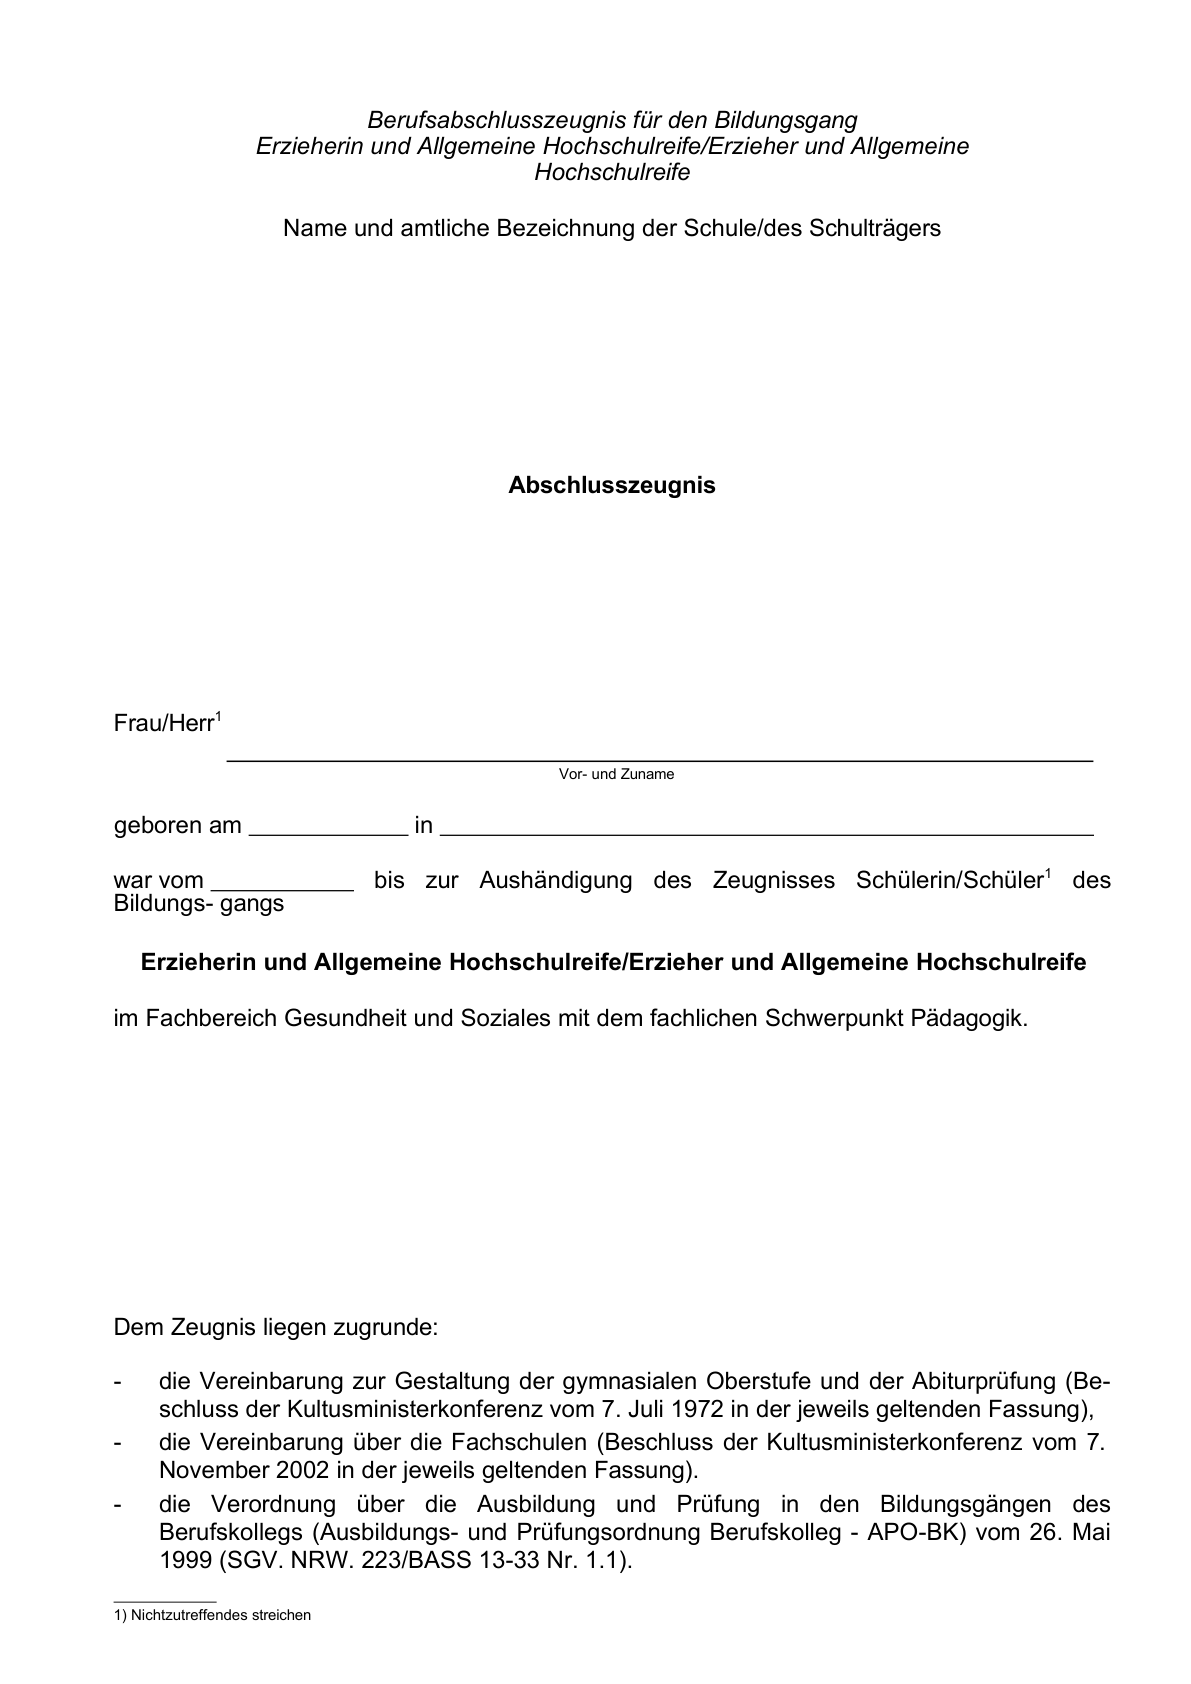 Berufsabschlusszeugnis für den Bildungsgang
Erzieherin und Allgemeine Hochschulreife/Erzieher und Allgemeine
Hochschulreife
Name und amtliche Bezeichnung der Schule/des Schulträgers
Abschlusszeugnis
Frau/Herr1
Vor- und Zuname
geboren am ____________ in ____________
war vom ____________ bis zur Aushändigung des Zeugnisses Schülerin/Schüler1 des
Bildungs- gangs
Erzieherin und Allgemeine Hochschulreife/Erzieher und Allgemeine Hochschulreife
im Fachbereich Gesundheit und Soziales mit dem fachlichen Schwerpunkt Pädagogik.
Dem Zeugnis liegen zugrunde:
- die Vereinbarung zur Gestaltung der gymnasialen Oberstufe und der Abiturprüfung (Be-
schluss der Kultusministerkonferenz vom 7. Juli 1972 in der jeweils geltenden Fassung),
- die Vereinbarung über die Fachschulen (Beschluss der Kultusministerkonferenz vom 7.
November 2002 in der jeweils geltenden Fassung).
- die Verordnung über die Ausbildung und Prüfung in den Bildungsgängen des
Berufskollegs (Ausbildungs- und Prüfungsordnung Berufskolleg - APO-BK) vom 26. Mai
1999 (SGV. NRW. 223/BASS 13-33 Nr. 1.1).
1) Nichtzutreffendes streichen